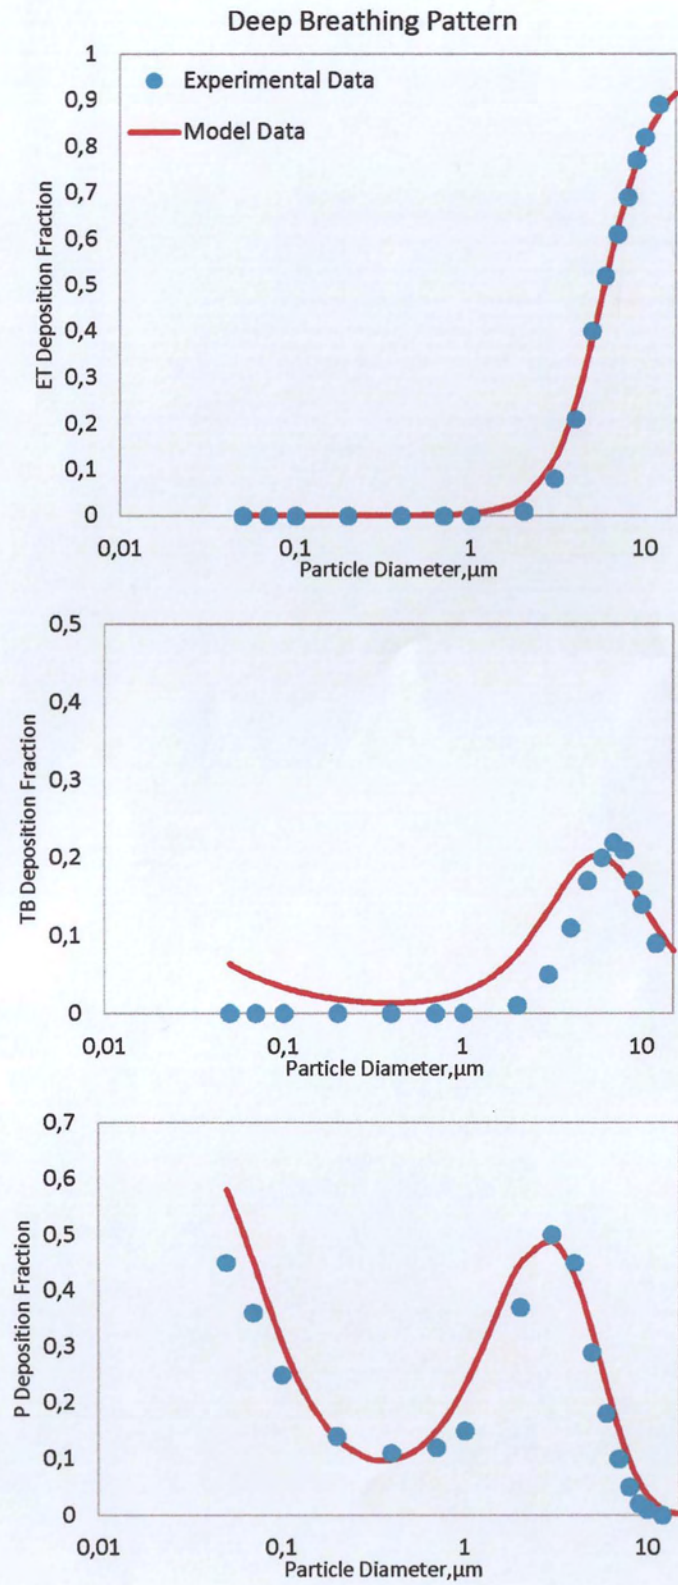 Deep Breathing Pattern
1
0,9
0,8
0,7
0,6
0,5
0,4
0,3
0,2
0,1
0
ET Deposition Fraction
Experimental Data
Model Data
0,01 0,1 1 10
Particle Diameter,µm
0,5
0,4
0,3
0,2
0,1
0
TB Deposition Fraction
0,01 0,1 1 10
Particle Diameter,µm
0,7
0,6
0,5
0,4
0,3
0,2
0,1
0
P Deposition Fraction
0,01 0,1 1 10
Particle Diameter,µm